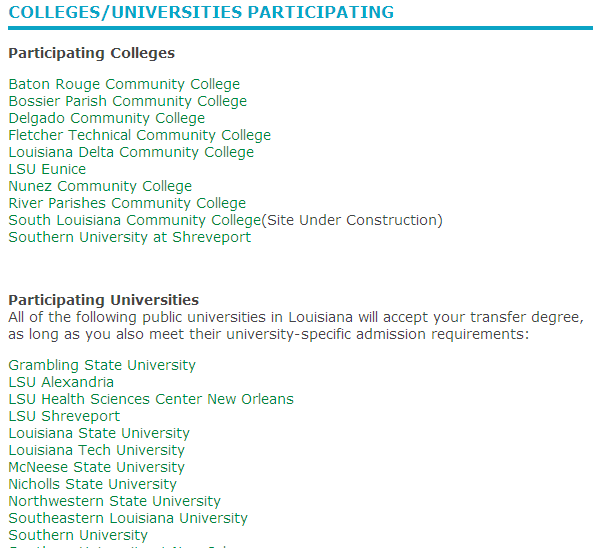 COLLEGES/UNIVERSITIES PARTICIPATING
Participating Colleges
Baton Rouge Community College
Bossier Parish Community College
Delgado Community College
Fletcher Technical Community College
Louisiana Delta Community College
LSU Eunice
Nunez Community College
River Parishes Community College
South Louisiana Community College(Site Under Construction)
Southern University at Shreveport
Participating Universities
All of the following public universities in Louisiana will accept your transfer degree,
as long as you also meet their university-specific admission requirements:
Grambling State University
LSU Alexandria
LSU Health Sciences Center New Orleans
LSU Shreveport
Louisiana State University
Louisiana Tech University
McNeese State University
Nicholls State University
Northwestern State University
Southeastern Louisiana University
Southern University